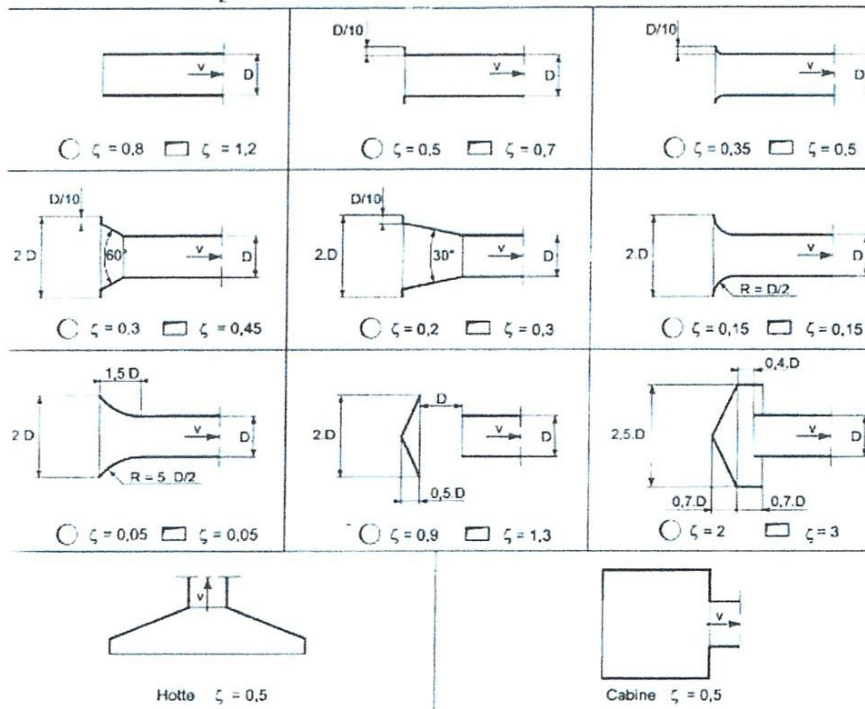 D/10 D/10
v D v D v D
ζ = 0,8 ζ = 1,2 ζ = 0,5 ζ = 0,7 ζ = 0,35 ζ = 0,5
D/10 D/10
2.D 60° v D 2.D 30° v D 2.D v D
R = D/2
ζ = 0,3 ζ = 0,45 ζ = 0,2 ζ = 0,3 ζ = 0,15 ζ = 0,15
1,5.D D 0,4.D
2.D v D 2.D v D 2,5.D v D
R = 5.D/2 0,5.D 0,7.D 0,7.D
ζ = 0,05 ζ = 0,05 ζ = 0,9 ζ = 1,3 ζ = 2 ζ = 3
v v
Hotte ζ = 0,5 Cabine ζ = 0,5